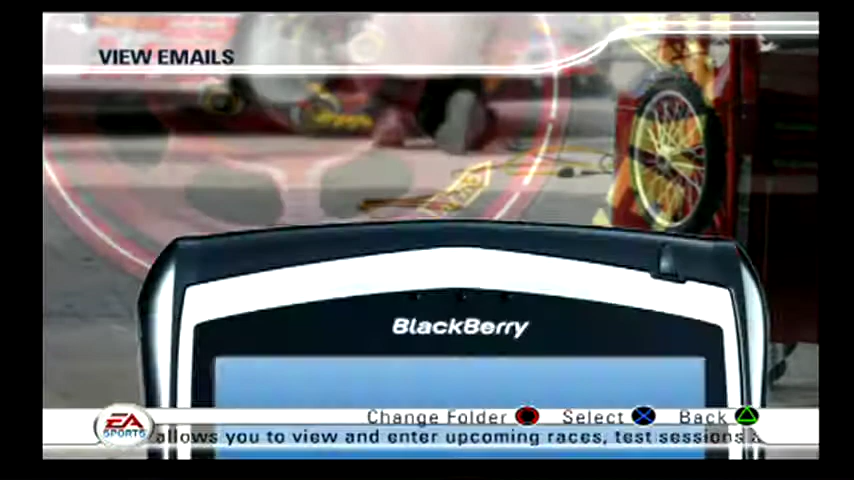 VIEW EMAILS
BlackBerry
Change Folder Select Back
EA
SPORTS
allows you to view and enter upcoming races, test sessions